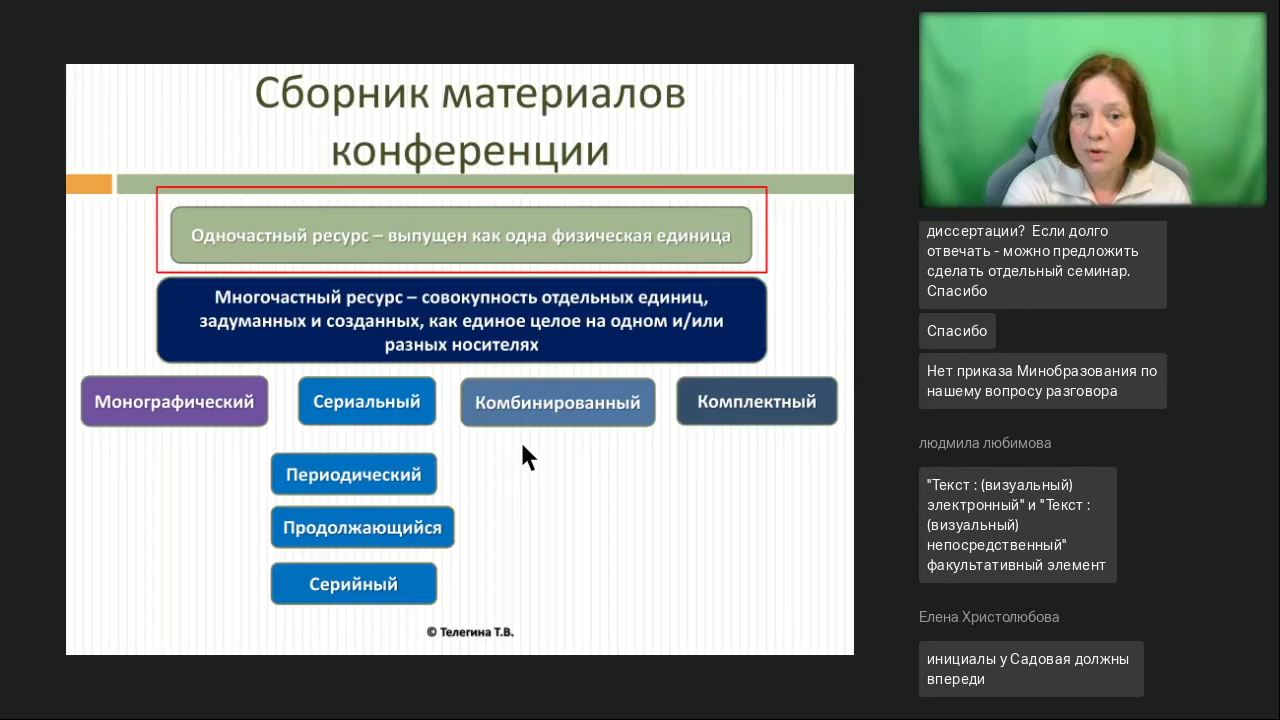 Сборник материалов
конференции
Одночастный ресурс – выпущен как одна физическая единица
Многочастный ресурс – совокупность отдельных единиц,
задуманных и созданных, как единое целое на одном и/или
разных носителях
Монографический
Сериальный
Комбинированный
Комплектный
Периодический
Продолжающийся
Серийный
© Телегина Т.В.
диссертации? Если долго
отвечать - можно предложить
сделать отдельный семинар.
Спасибо
Спасибо
Нет приказа Минобразования по
нашему вопросу разговора
людмила любимова
"Текст : (визуальный)
электронный" и "Текст :
(визуальный)
непосредственный"
факультативный элемент
Елена Христолюбова
инициалы у Садовая должны
впереди